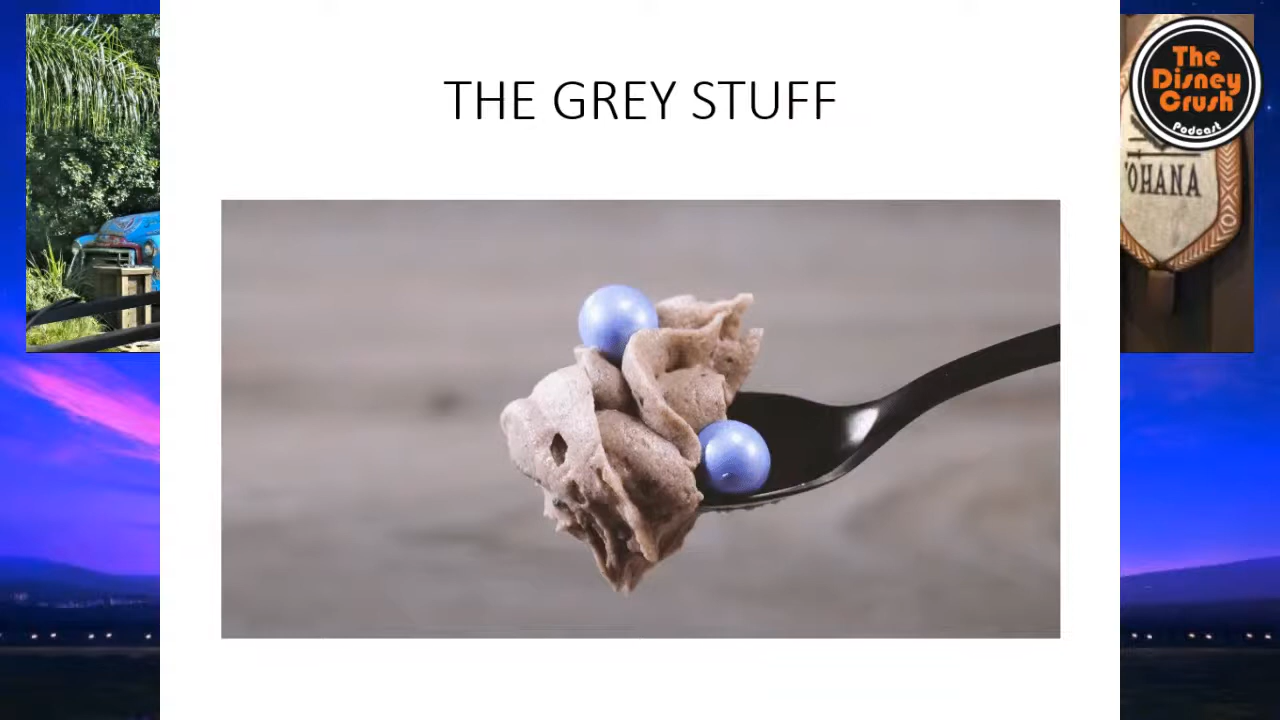 THE GREY STUFF
The
Disney
Crush
Podcast
'OHANA